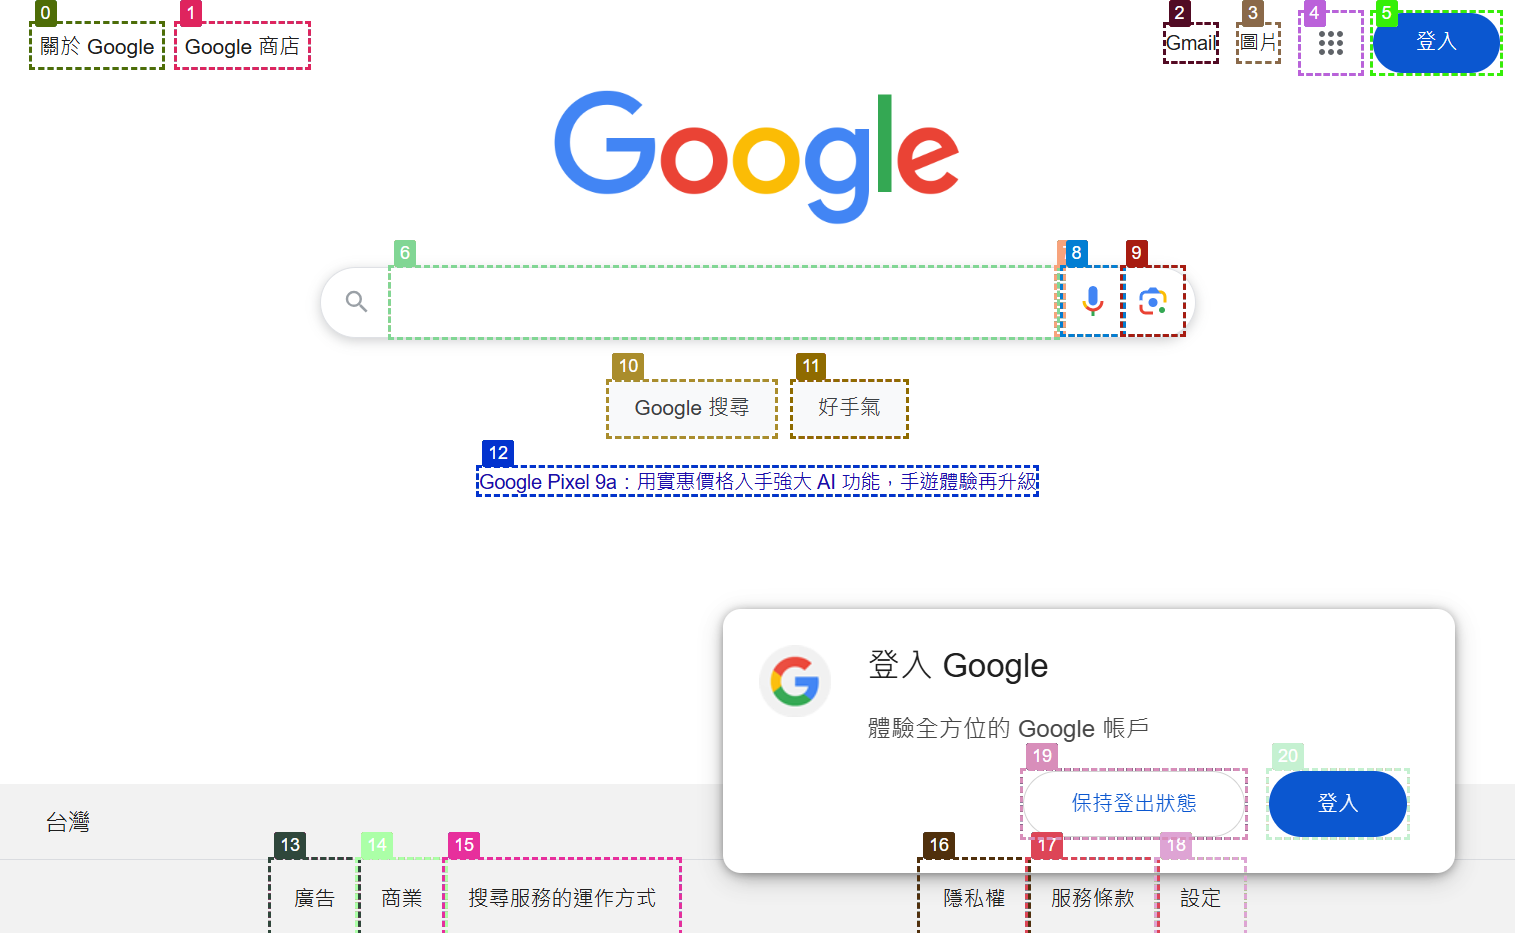 0
1
2
3
4
5
關於 Google
Google 商店
Gmail
圖片
登入
Google
6
8
9
10
11
Google 搜尋
好手氣
12
Google Pixel 9a：用實惠價格入手強大 AI 功能，手遊體驗再升級
登入 Google
體驗全方位的 Google 帳戶
19
20
保持登出狀態
登入
台灣
13
14
15
16
17
18
廣告
商業
搜尋服務的運作方式
隱私權
服務條款
設定